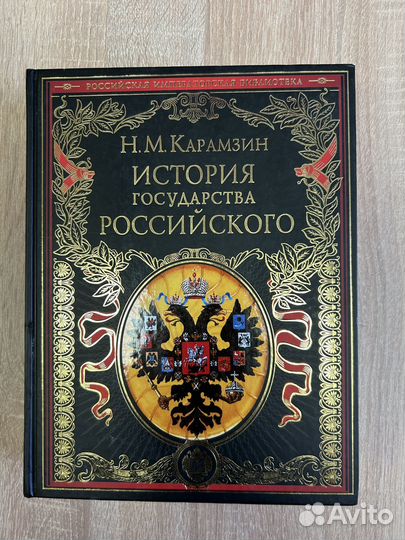 РОССИЙСКАЯ ИМПЕРАТОРСКАЯ БИБЛИОТЕКА
Н. М. КАРАМЗИН
ИСТОРИЯ
ГОСУДАРСТВА
РОССИЙСКОГО
Avito